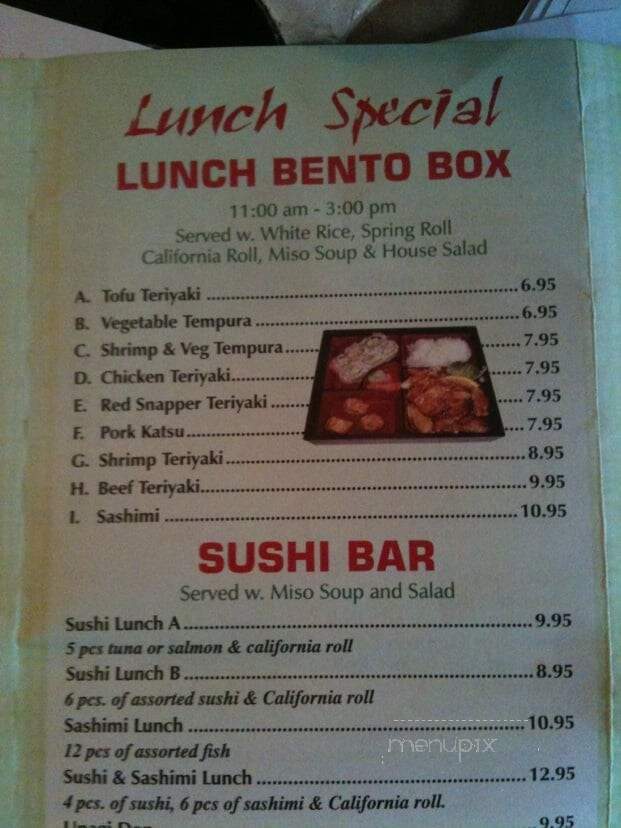 Lunch Special
LUNCH BENTO BOX
11:00 am - 3:00 pm
Served w. White Rice, Spring Roll
California Roll, Miso Soup & House Salad
A. Tofu Teriyaki 6.95
B. Vegetable Tempura 6.95
C. Shrimp & Veg Tempura 7.95
D. Chicken Teriyaki 7.95
E. Red Snapper Teriyaki 7.95
F. Pork Katsu 7.95
G. Shrimp Teriyaki 8.95
H. Beef Teriyaki 9.95
I. Sashimi 10.95
SUSHI BAR
Served w. Miso Soup and Salad
Sushi Lunch A 9.95
5 pcs tuna or salmon & california roll
Sushi Lunch B 8.95
6 pcs. of assorted sushi & California roll
Sashimi Lunch 10.95
menupix
12 pcs of assorted fish
Sushi & Sashimi Lunch 12.95
4 pcs. of sushi, 6 pcs of sashimi & California roll.
Unagi Don 9.95